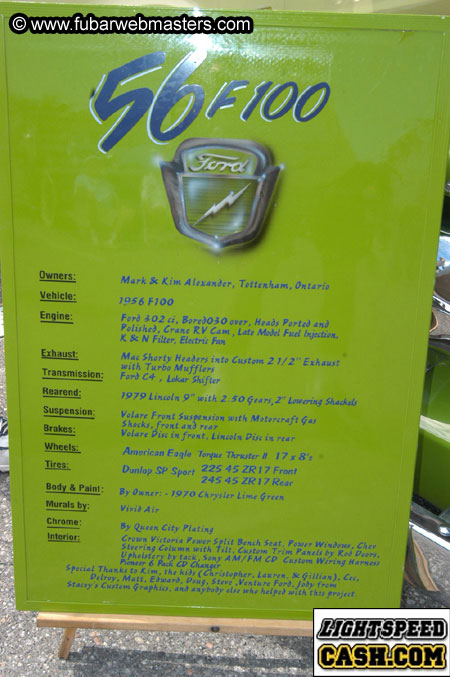 © www.fubarwebmasters.com
56 F100
Ford
Owners: Mark & Kim Alexander, Tottenham, Ontario
Vehicle: 1956 F100
Engine: Ford 302 ci, Bored030 over, Heads Ported and
Polished, Crane RV Cam, Late Model Fuel Injection,
K & N Filter, Electric Fan
Exhaust: Mac Shorty Headers into Custom 2 1/2" Exhaust
with Turbo Mufflers
Transmission: Ford C4 , Lokar Shifter
Rearend: 1979 Lincoln 9" with 2.50 Gears, 2" Lowering Shackels
Suspension: Volare Front Suspension with Motorcraft Gas
Shocks, front and rear
Brakes: Volare Disc in front, Lincoln Disc in rear
Wheels: American Eagle Torque Thruster II 17 x 8's
Tires: Dunlop SP Sport 225 45 ZR17 Front
245 45 ZR17 Rear
Body & Paint: By Owner: - 1970 Chrysler Lime Green
Murals by: Vivid Air
Chrome: By Queen City Plating
Interior: Crown Victoria Power Split Bench Seat, Power Windows, Chev
Steering Column with Tilt, Custom Trim Panels by Rod Doors,
Upholstery by tack, Sony AM/FM CD Custom Wiring Harness
Pioneer 6 Pack CD Changer
Special Thanks to Kim, the kids (Christopher, Lauren, & Gillian), Cec,
Delroy, Matt, Edward, Doug, Steve ,Venture Ford, Joby from
Stacey's Custom Graphics, and anybody else who helped with this project.
LIGHTSPEED
CASH.COM